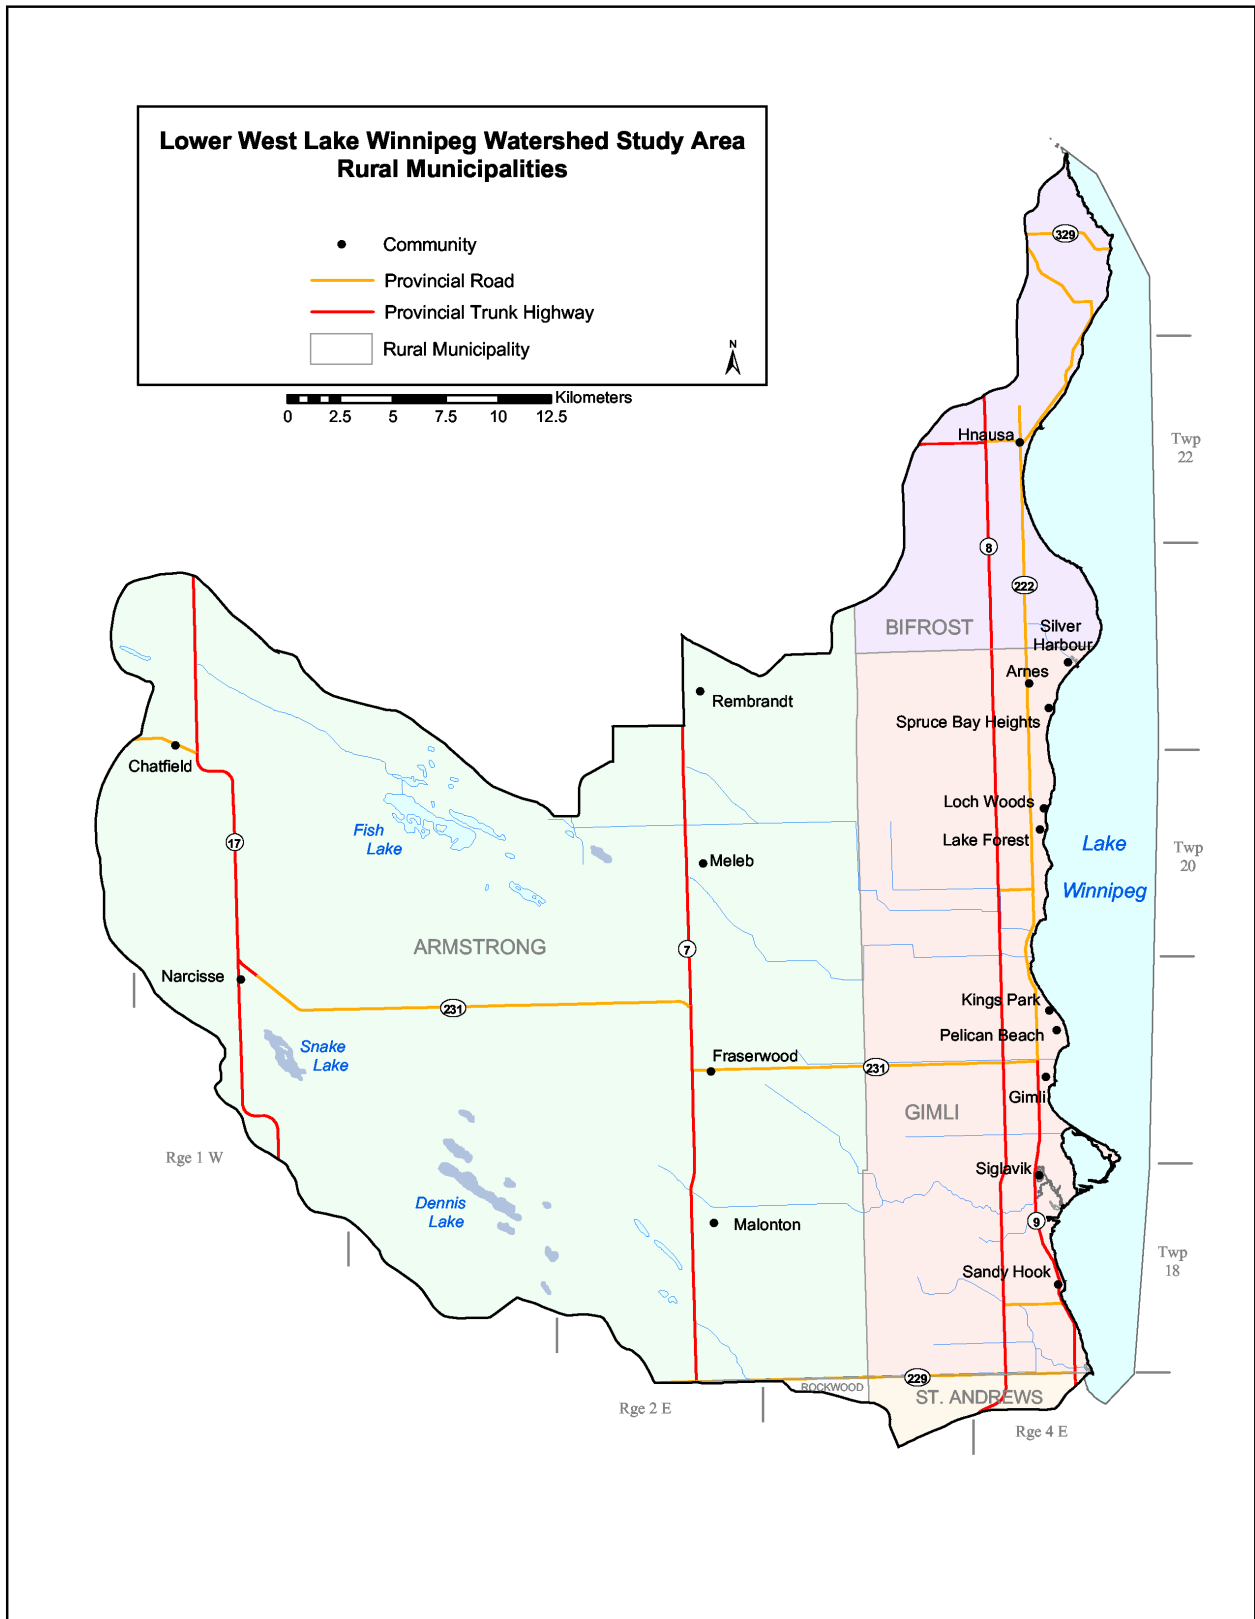 Lower West Lake Winnipeg Watershed Study Area
Rural Municipalities
Community
Provincial Road
Provincial Trunk Highway
Rural Municipality
N
Kilometers
0 2.5 5 7.5 10 12.5
329
Twp
22
Hnausa
8
222
BIFROST
Silver
Harbour
Arnes
Rembrandt
Spruce Bay Heights
Chatfield
Loch Woods
Fish
Lake
17
Lake Forest
Lake
Winnipeg
Twp
20
Meleb
ARMSTRONG
7
Narcisse
231
Kings Park
Pelican Beach
Snake
Lake
Fraserwood
231
Gimli
GIMLI
Rge 1 W
Siglavik
Dennis
Lake
Malonton
9
Twp
18
Sandy Hook
229
ROCKWOOD
ST. ANDREWS
Rge 2 E
Rge 4 E